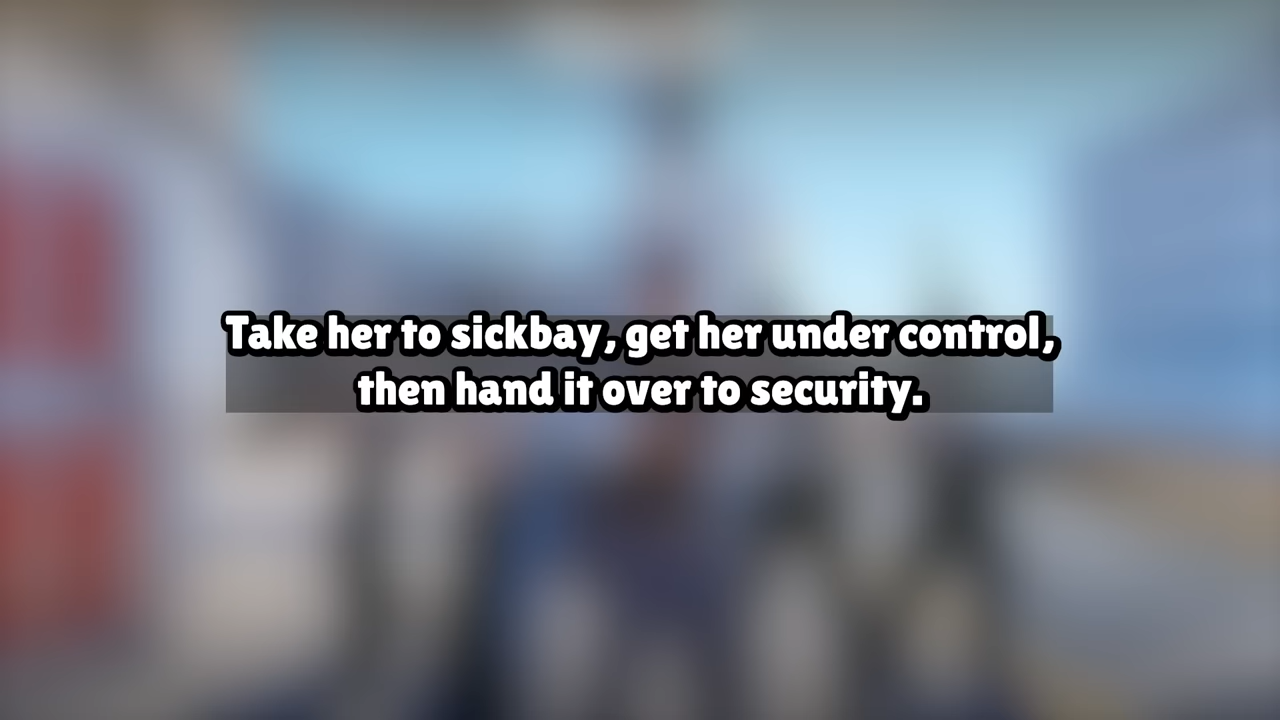 Take her to sickbay, get her under control,
then hand it over to security.